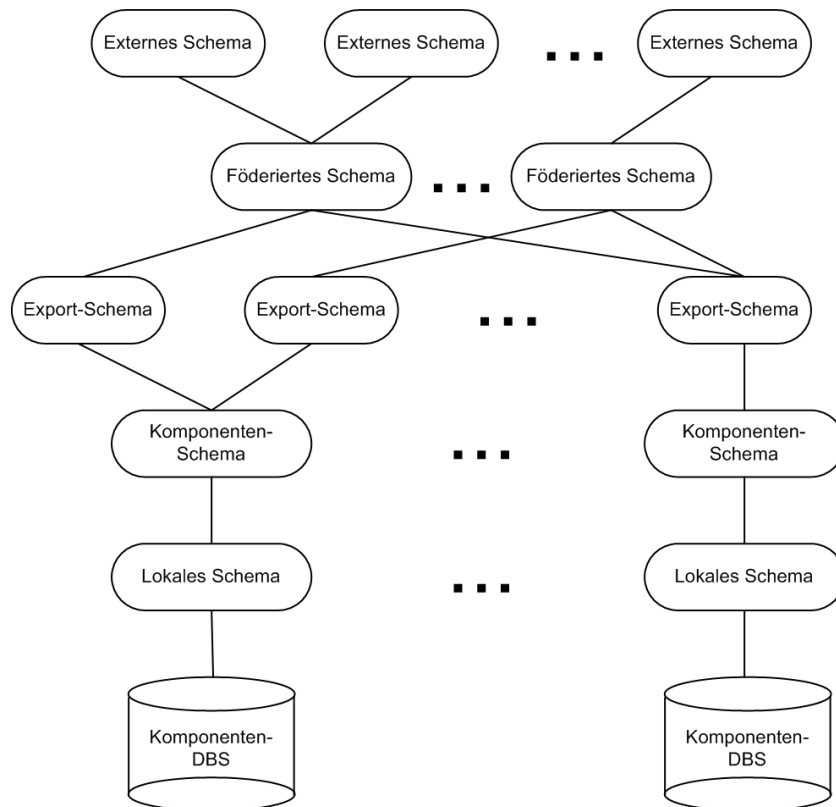 Externes Schema
Externes Schema
Externes Schema
Föderiertes Schema
Föderiertes Schema
Export-Schema
Export-Schema
Export-Schema
Komponenten-
Schema
Komponenten-
Schema
Lokales Schema
Lokales Schema
Komponenten-
DBS
Komponenten-
DBS